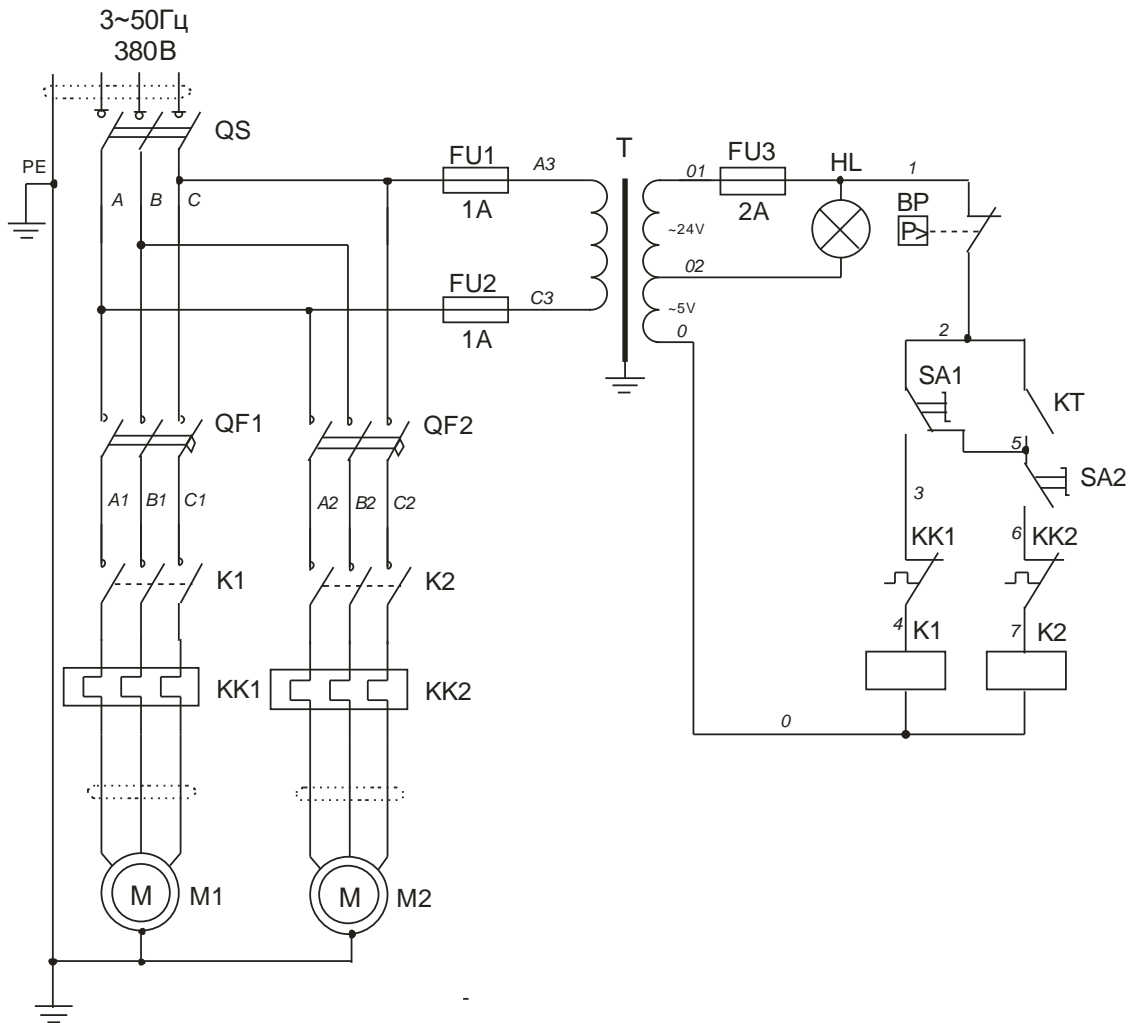 3~50Гц
380В
QS
PE
A B C
FU1
1A
A3
FU2
1A
C3
T
01
FU3
2A
HL
1
~24V
02
~5V
0
BP
P>
2
SA1
KT
5
SA2
3
6
KK1
KK2
4
K1
7
K2
0
QF1
QF2
A1 B1 C1
A2 B2 C2
K1
K2
KK1
KK2
M
M1
M
M2
-